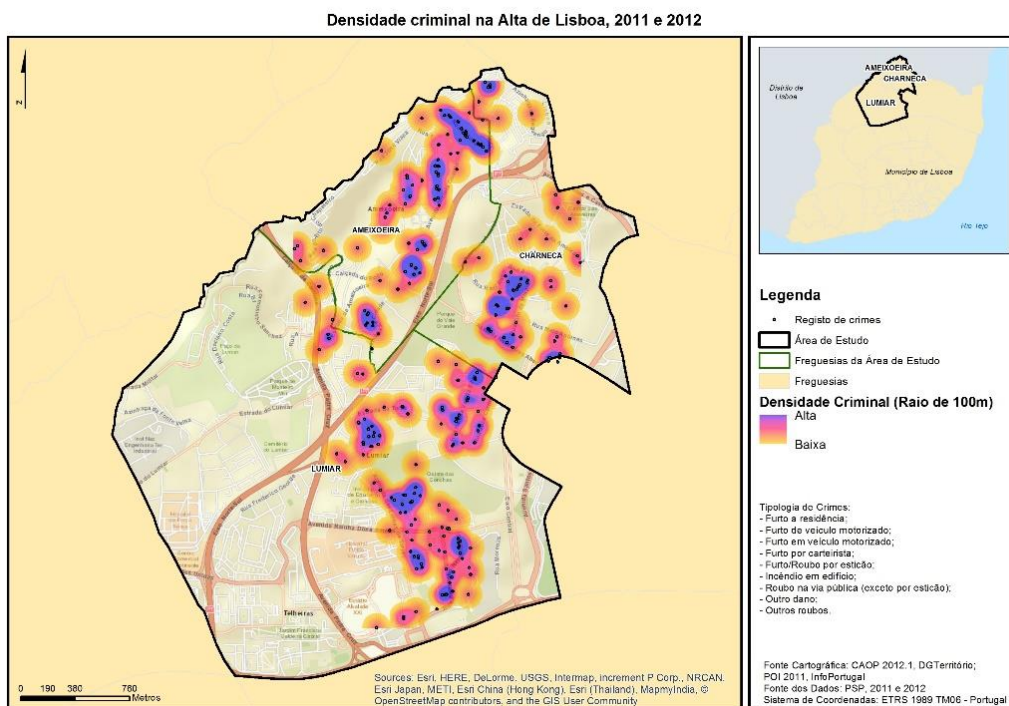 Densidade criminal na Alta de Lisboa, 2011 e 2012
N
AMEIXOEIRA
CHARNECA
LUMIAR
Telheiras
0 190 380 760
Metros
Sources: Esri, HERE, DeLorme, USGS, Intermap, increment P Corp., NRCAN,
Esri Japan, METI, Esri China (Hong Kong), Esri (Thailand), MapmyIndia, ©
OpenStreetMap contributors, and the GIS User Community
AMEIXOEIRA
CHARNECA
LUMIAR
Distrito de
Lisboa
Município de Lisboa
Rio Tejo
Legenda
Registo de crimes
Área de Estudo
Freguesias da Área de Estudo
Freguesias
Densidade Criminal (Raio de 100m)
Alta
Baixa
Tipologia de Crimes:
- Furto a residência;
- Furto de veículo motorizado;
- Furto em veículo motorizado;
- Furto por carteirista;
- Furto/Roubo por esticão;
- Incêndio em edifício;
- Roubo na via pública (exceto por esticão);
- Outro dano;
- Outros roubos.
Fonte Cartográfica: CAOP 2012.1, DGTerritório;
POI 2011, InfoPortugal
Fonte dos Dados: PSP, 2011 e 2012
Sistema de Coordenadas: ETRS 1989 TM06 - Portugal